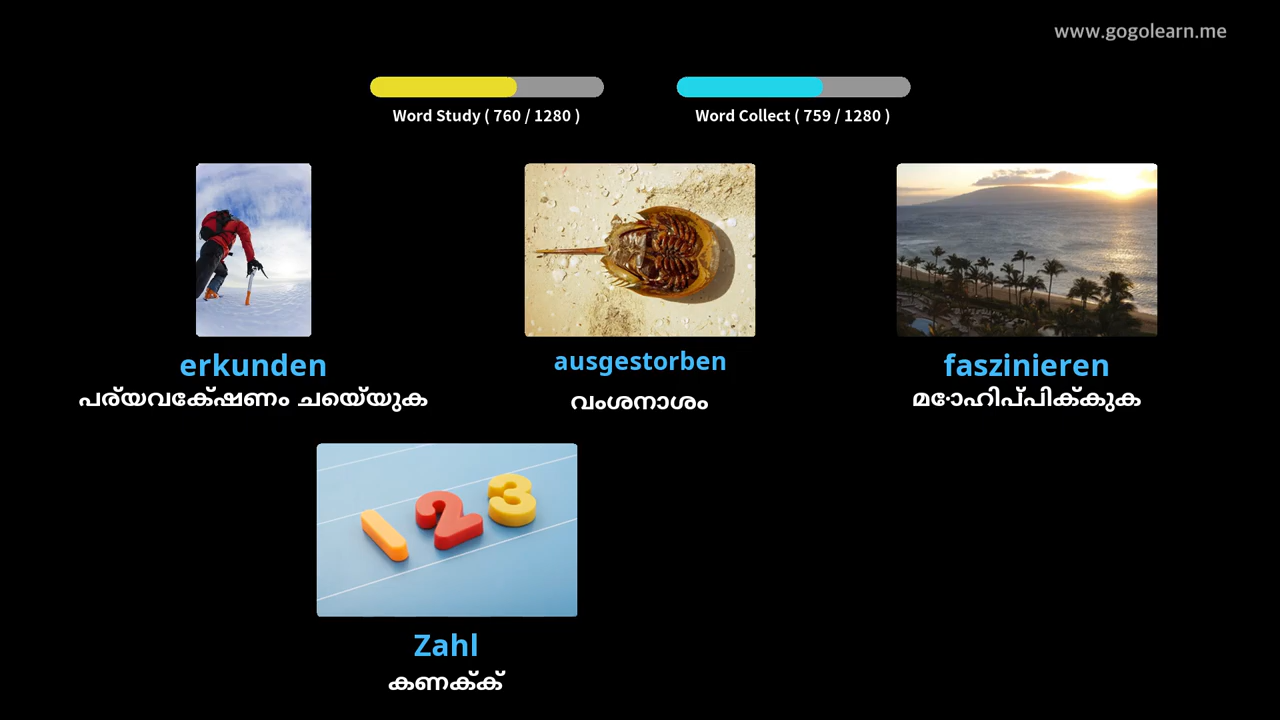 www.gogolearn.me
Word Study ( 760 / 1280 )
Word Collect ( 759 / 1280 )
erkunden
ausgestorben
faszinieren
പര്യവേക്ഷണം ചെയ്യുക
വംശനാശം
മോഹിപ്പിക്കുക
Zahl
കണക്ക്